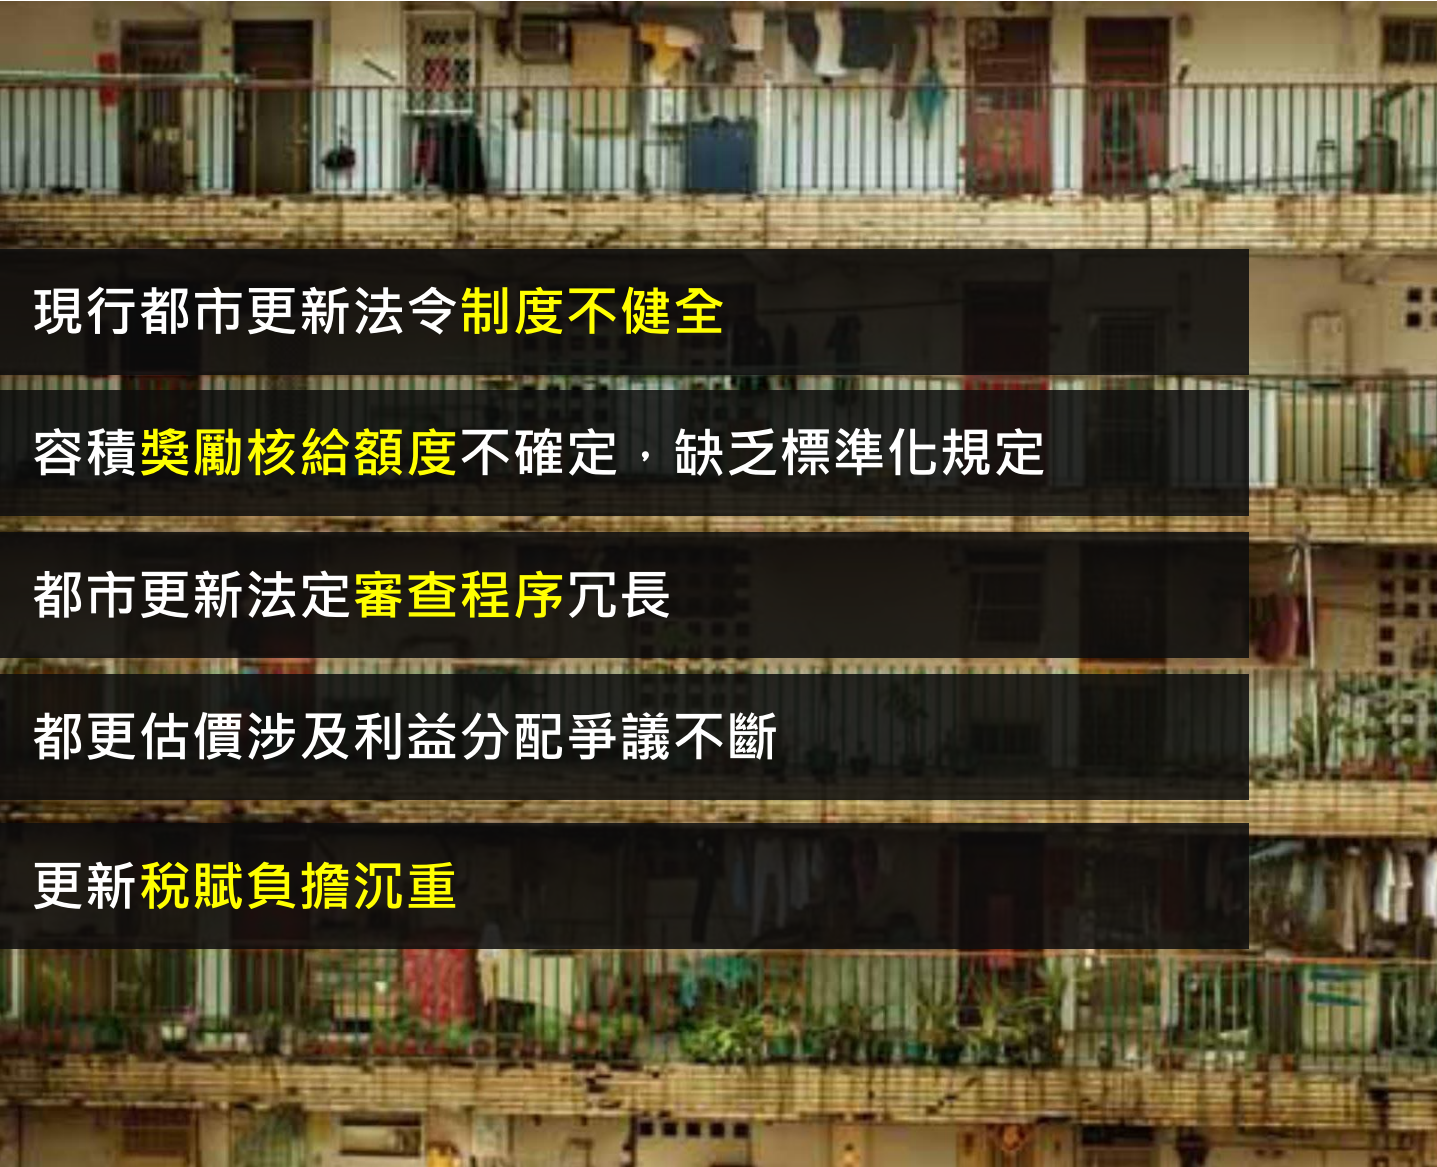 現行都市更新法令制度不健全
容積獎勵核給額度不確定，缺乏標準化規定
都市更新法定審查程序冗長
都更估價涉及利益分配爭議不斷
更新稅賦負擔沉重